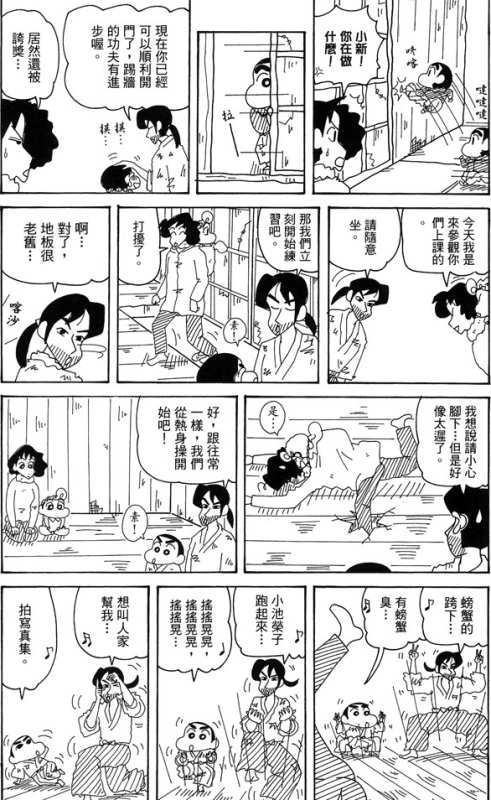 小新！
你在做
什麼！
咚喀
哇哇哇
拉
現在你已經
可以順利開
門了，踢牆
的功夫有進
步喔。
摸…
摸…
居然還被
誇獎…
今天我是
來參觀你
們上課的
請隨意
坐。
那我們立
刻開始練
習吧。
素！
打擾了。
啊…
對了，
地板很
老舊…
喀沙
我想說請小心
腳下…但是好
像太遲了。
是…
好，跟往常
一樣，我們
從熱身操開
始吧！
素！
螃蟹的
跨下…
有螃蟹
臭…
小池榮子
跑起來…
搖搖晃晃，
搖搖晃晃…
想叫人家
幫我…
拍寫真集。